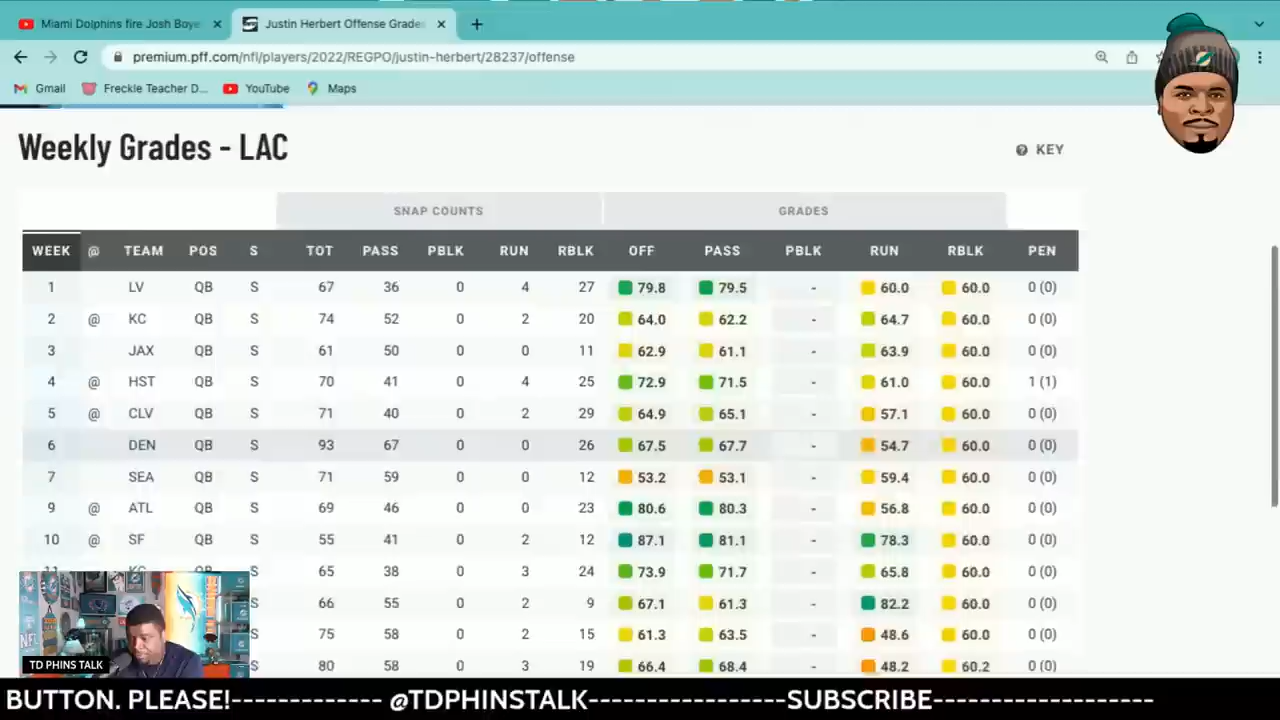 Miami Dolphins fire Josh Boye
Justin Herbert Offense Grades
premium.pff.com/nfl/players/2022/REGPO/justin-herbert/28237/offense
Gmail Freckle Teacher D... YouTube Maps
Weekly Grades - LAC
KEY
SNAP COUNTS GRADES
WEEK @ TEAM POS S TOT PASS PBLK RUN RBLK OFF PASS PBLK RUN RBLK PEN
1 LV QB S 67 36 0 4 27 79.8 79.5 - 60.0 60.0 0 (0)
2 @ KC QB S 74 52 0 2 20 64.0 62.2 - 64.7 60.0 0 (0)
3 JAX QB S 61 50 0 0 11 62.9 61.1 - 63.9 60.0 0 (0)
4 @ HST QB S 70 41 0 4 25 72.9 71.5 - 61.0 60.0 1 (1)
5 @ CLV QB S 71 40 0 2 29 64.9 65.1 - 57.1 60.0 0 (0)
6 DEN QB S 93 67 0 0 26 67.5 67.7 - 54.7 60.0 0 (0)
7 SEA QB S 71 59 0 0 12 53.2 53.1 - 59.4 60.0 0 (0)
9 @ ATL QB S 69 46 0 0 23 80.6 80.3 - 56.8 60.0 0 (0)
10 @ SF QB S 55 41 0 2 12 87.1 81.1 - 78.3 60.0 0 (0)
11 KC QB S 65 38 0 3 24 73.9 71.7 - 65.8 60.0 0 (0)
S 66 55 0 2 9 67.1 61.3 - 82.2 60.0 0 (0)
S 75 58 0 2 15 61.3 63.5 - 48.6 60.0 0 (0)
S 80 58 0 3 19 66.4 68.4 - 48.2 60.2 0 (0)
NFL
TD PHINS TALK
BUTTON. PLEASE!------------ @TDPHINSTALK---------------SUBSCRIBE-----------------